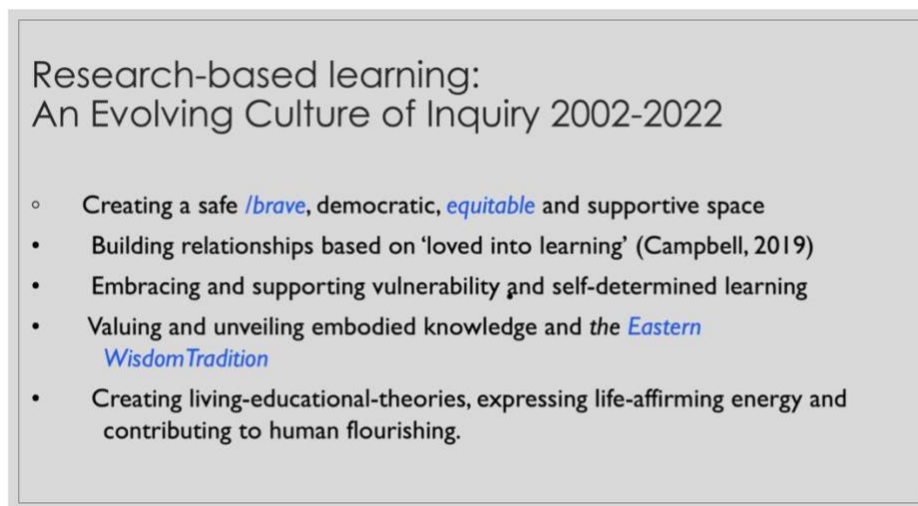 Research-based learning:
An Evolving Culture of Inquiry 2002-2022
◦ Creating a safe /brave, democratic, equitable and supportive space
• Building relationships based on ‘loved into learning’ (Campbell, 2019)
• Embracing and supporting vulnerability and self-determined learning
• Valuing and unveiling embodied knowledge and the Eastern
WisdomTradition
• Creating living-educational-theories, expressing life-affirming energy and
contributing to human flourishing.